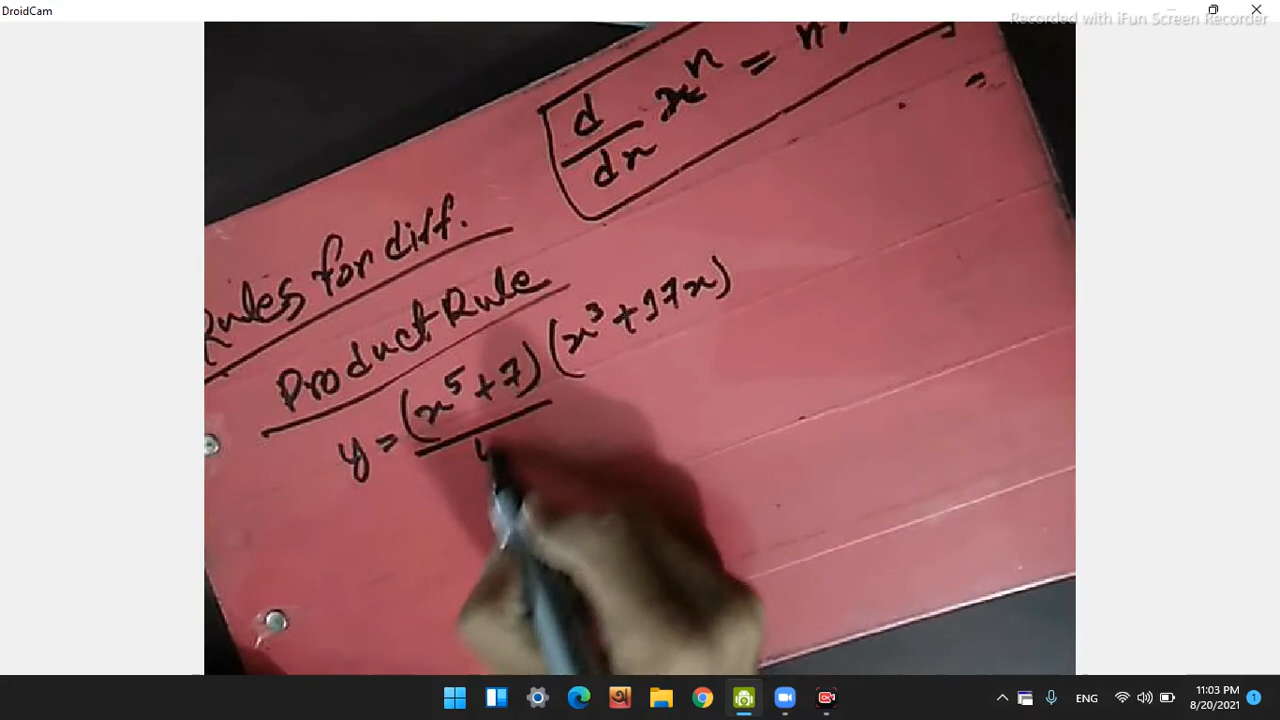 DroidCam
Recorded with iFun Screen Recorder
d/dx x^n = n
=
Rules for diff.
Product Rule
y = (x^5 + 7) (x^3 + 17x)
u
ENG
11:03 PM
8/20/2021
1